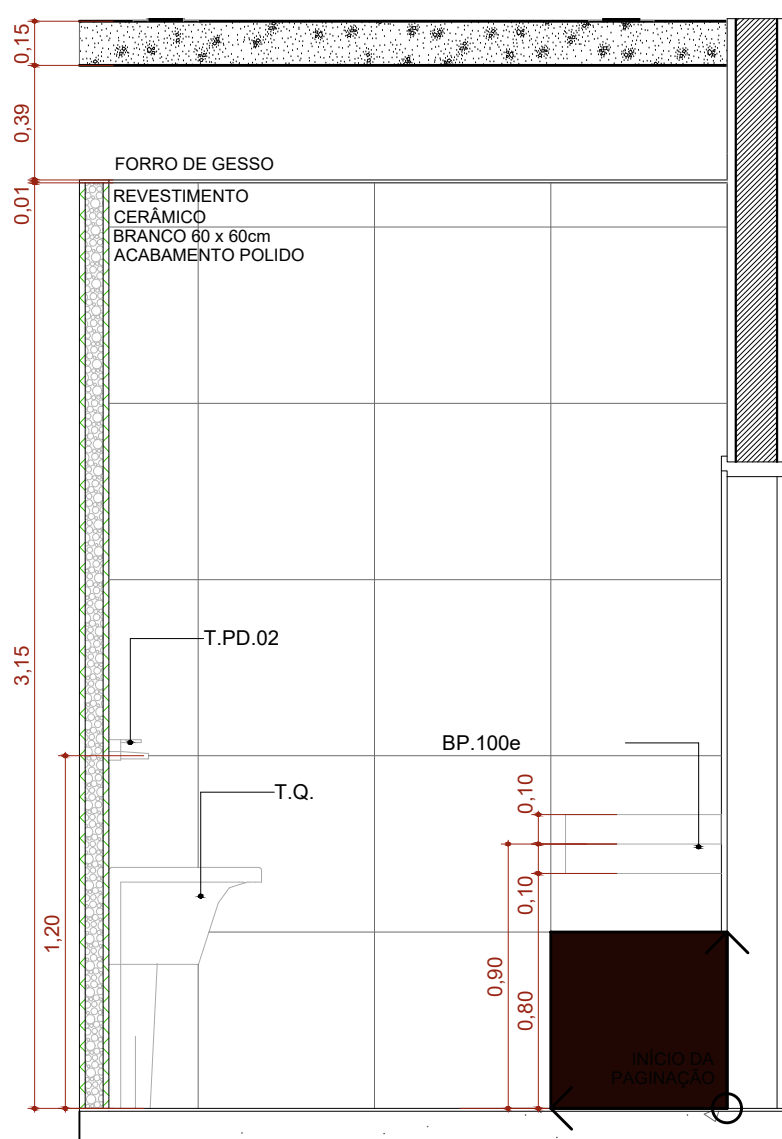 0,15
0,39
FORRO DE GESSO
0,01
REVESTIMENTO
CERÂMICO
BRANCO 60 x 60cm
ACABAMENTO POLIDO
3,15
T.PD.02
BP.100e
T.Q.
0,10
0,10
1,20
0,90
0,80
INÍCIO DA
PAGINAÇÃO